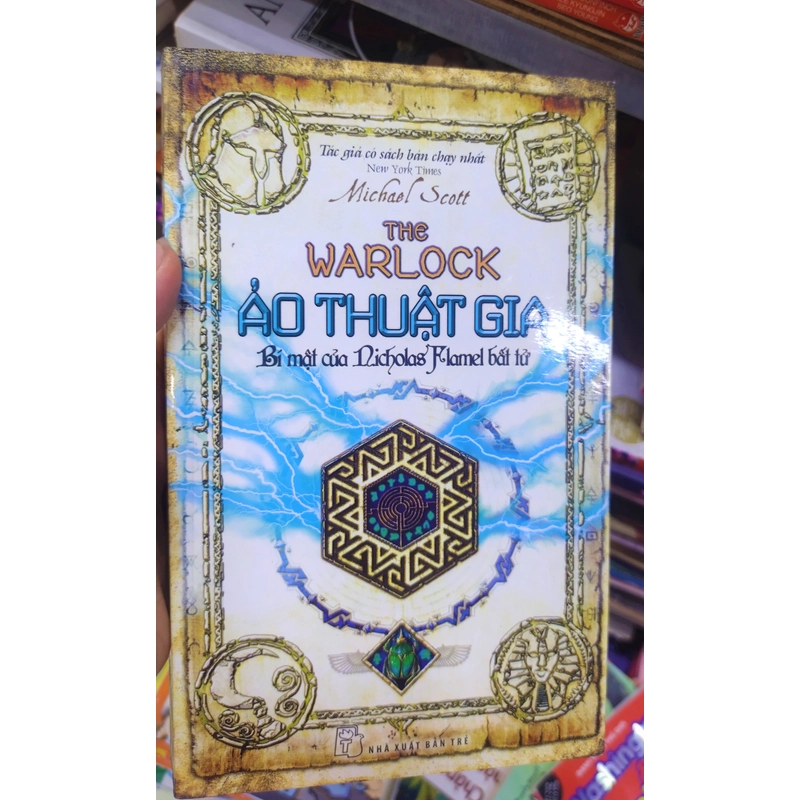 Tác giả có sách bán chạy nhất
New York Times
Michael Scott
THE
WARLOCK
ẢO THUẬT GIA
Bí mật của Nicholas Flamel bất tử
NHÀ XUẤT BẢN TRẺ